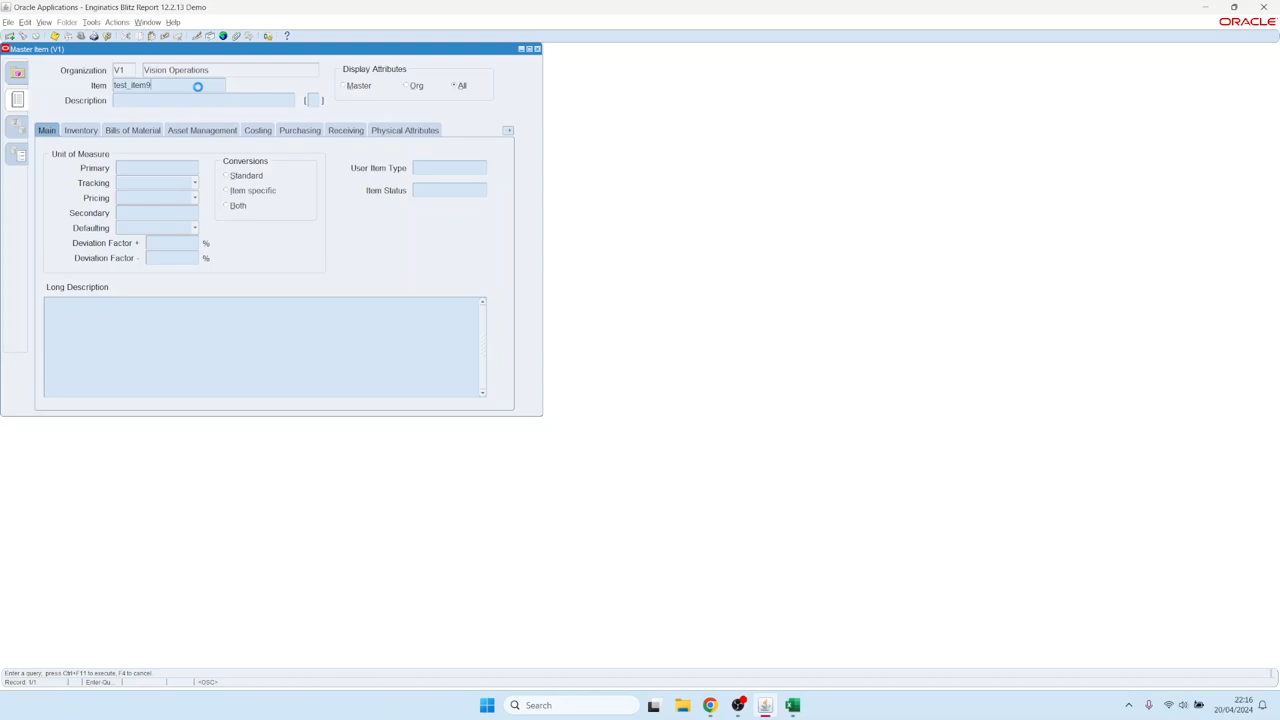 Oracle Applications - Enginatics Blitz Report 12.2.13 Demo
File Edit View Folder Tools Actions Window Help
ORACLE
Master Item (V1)
Organization V1 Vision Operations
Display Attributes
Item test_item9
Master Org All
Description [ ]
Main Inventory Bills of Material Asset Management Costing Purchasing Receiving Physical Attributes
Unit of Measure
Conversions
Primary
User Item Type
Standard
Tracking
Item specific
Item Status
Pricing
Both
Secondary
Defaulting
Deviation Factor + %
Deviation Factor - %
Long Description
Enter a query; press Ctrl+F11 to execute, F4 to cancel.
Record: 1/1 Enter-Qu... <OSC>
Search
22:16
20/04/2024